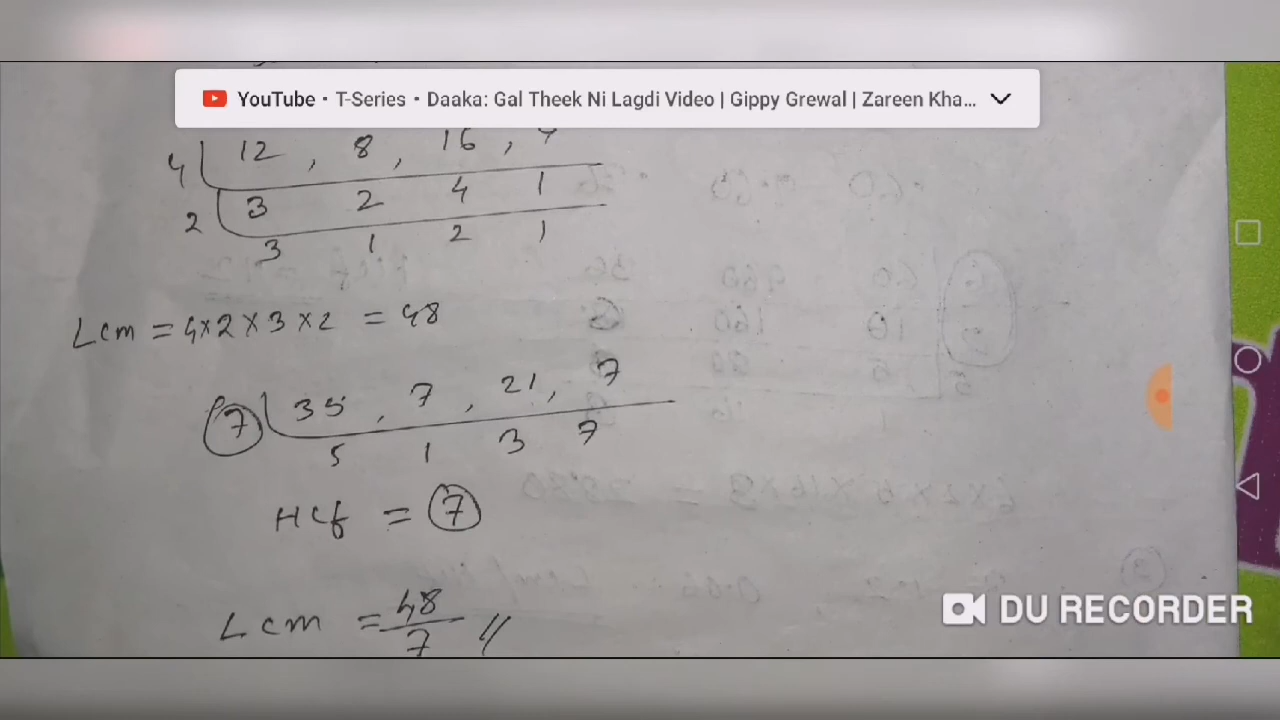 YouTube • T-Series • Daaka: Gal Theek Ni Lagdi Video | Gippy Grewal | Zareen Kha...
4 12 , 8 , 16 ,
2 3 2 4 1
3 1 2 1
Lcm = 4×2×3×2 = 48
7 35 , 7 , 21 , 7
5 1 3 7
Hcf = 7
Lcm = 48/7 //
DU RECORDER